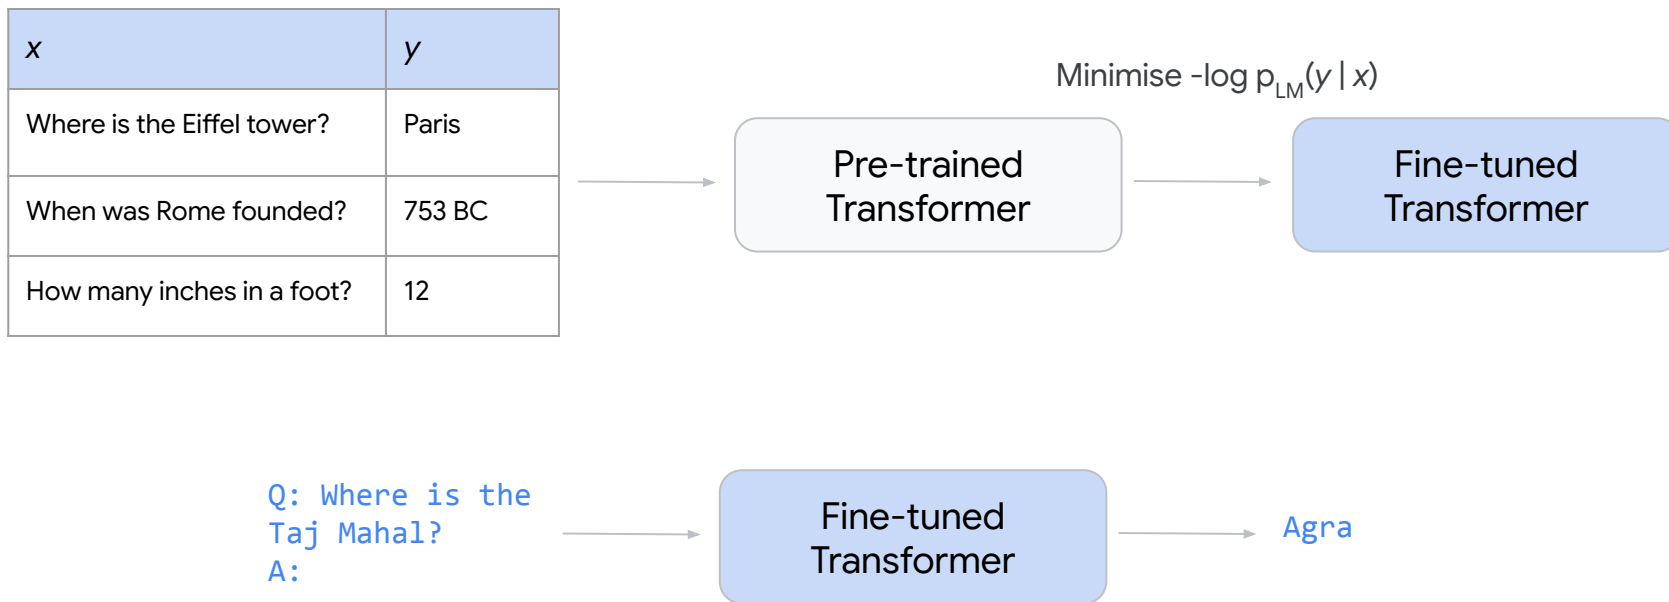 x y
Where is the Eiffel tower? Paris
When was Rome founded? 753 BC
How many inches in a foot? 12
Minimise -log pLM(y | x)
Pre-trained
Transformer
Fine-tuned
Transformer
Q: Where is the
Taj Mahal?
A:
Fine-tuned
Transformer
Agra